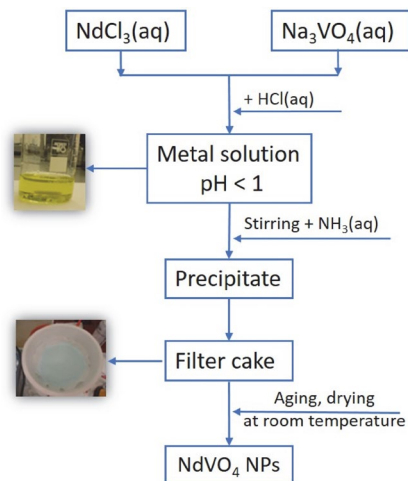 NdCl₃(aq)
Na₃VO₄(aq)
+ HCl(aq)
Metal solution
pH < 1
Stirring + NH₃(aq)
Precipitate
Filter cake
Aging, drying
at room temperature
NdVO₄ NPs